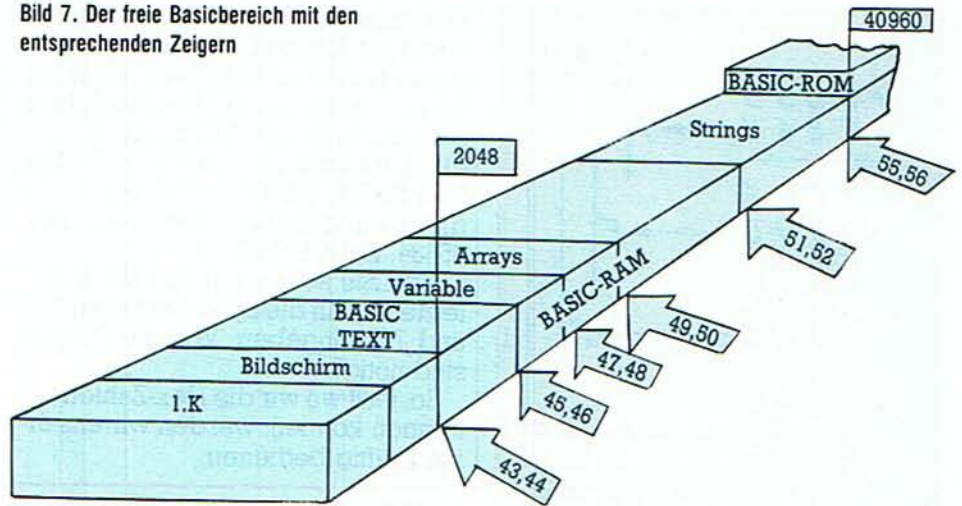 Bild 7. Der freie Basicbereich mit den
entsprechenden Zeigern
40960
BASIC-ROM
Strings
2048
55,56
51,52
Arrays
Variable
BASIC-RAM
BASIC
TEXT
49,50
47,48
Bildschirm
45,46
1.K
43,44